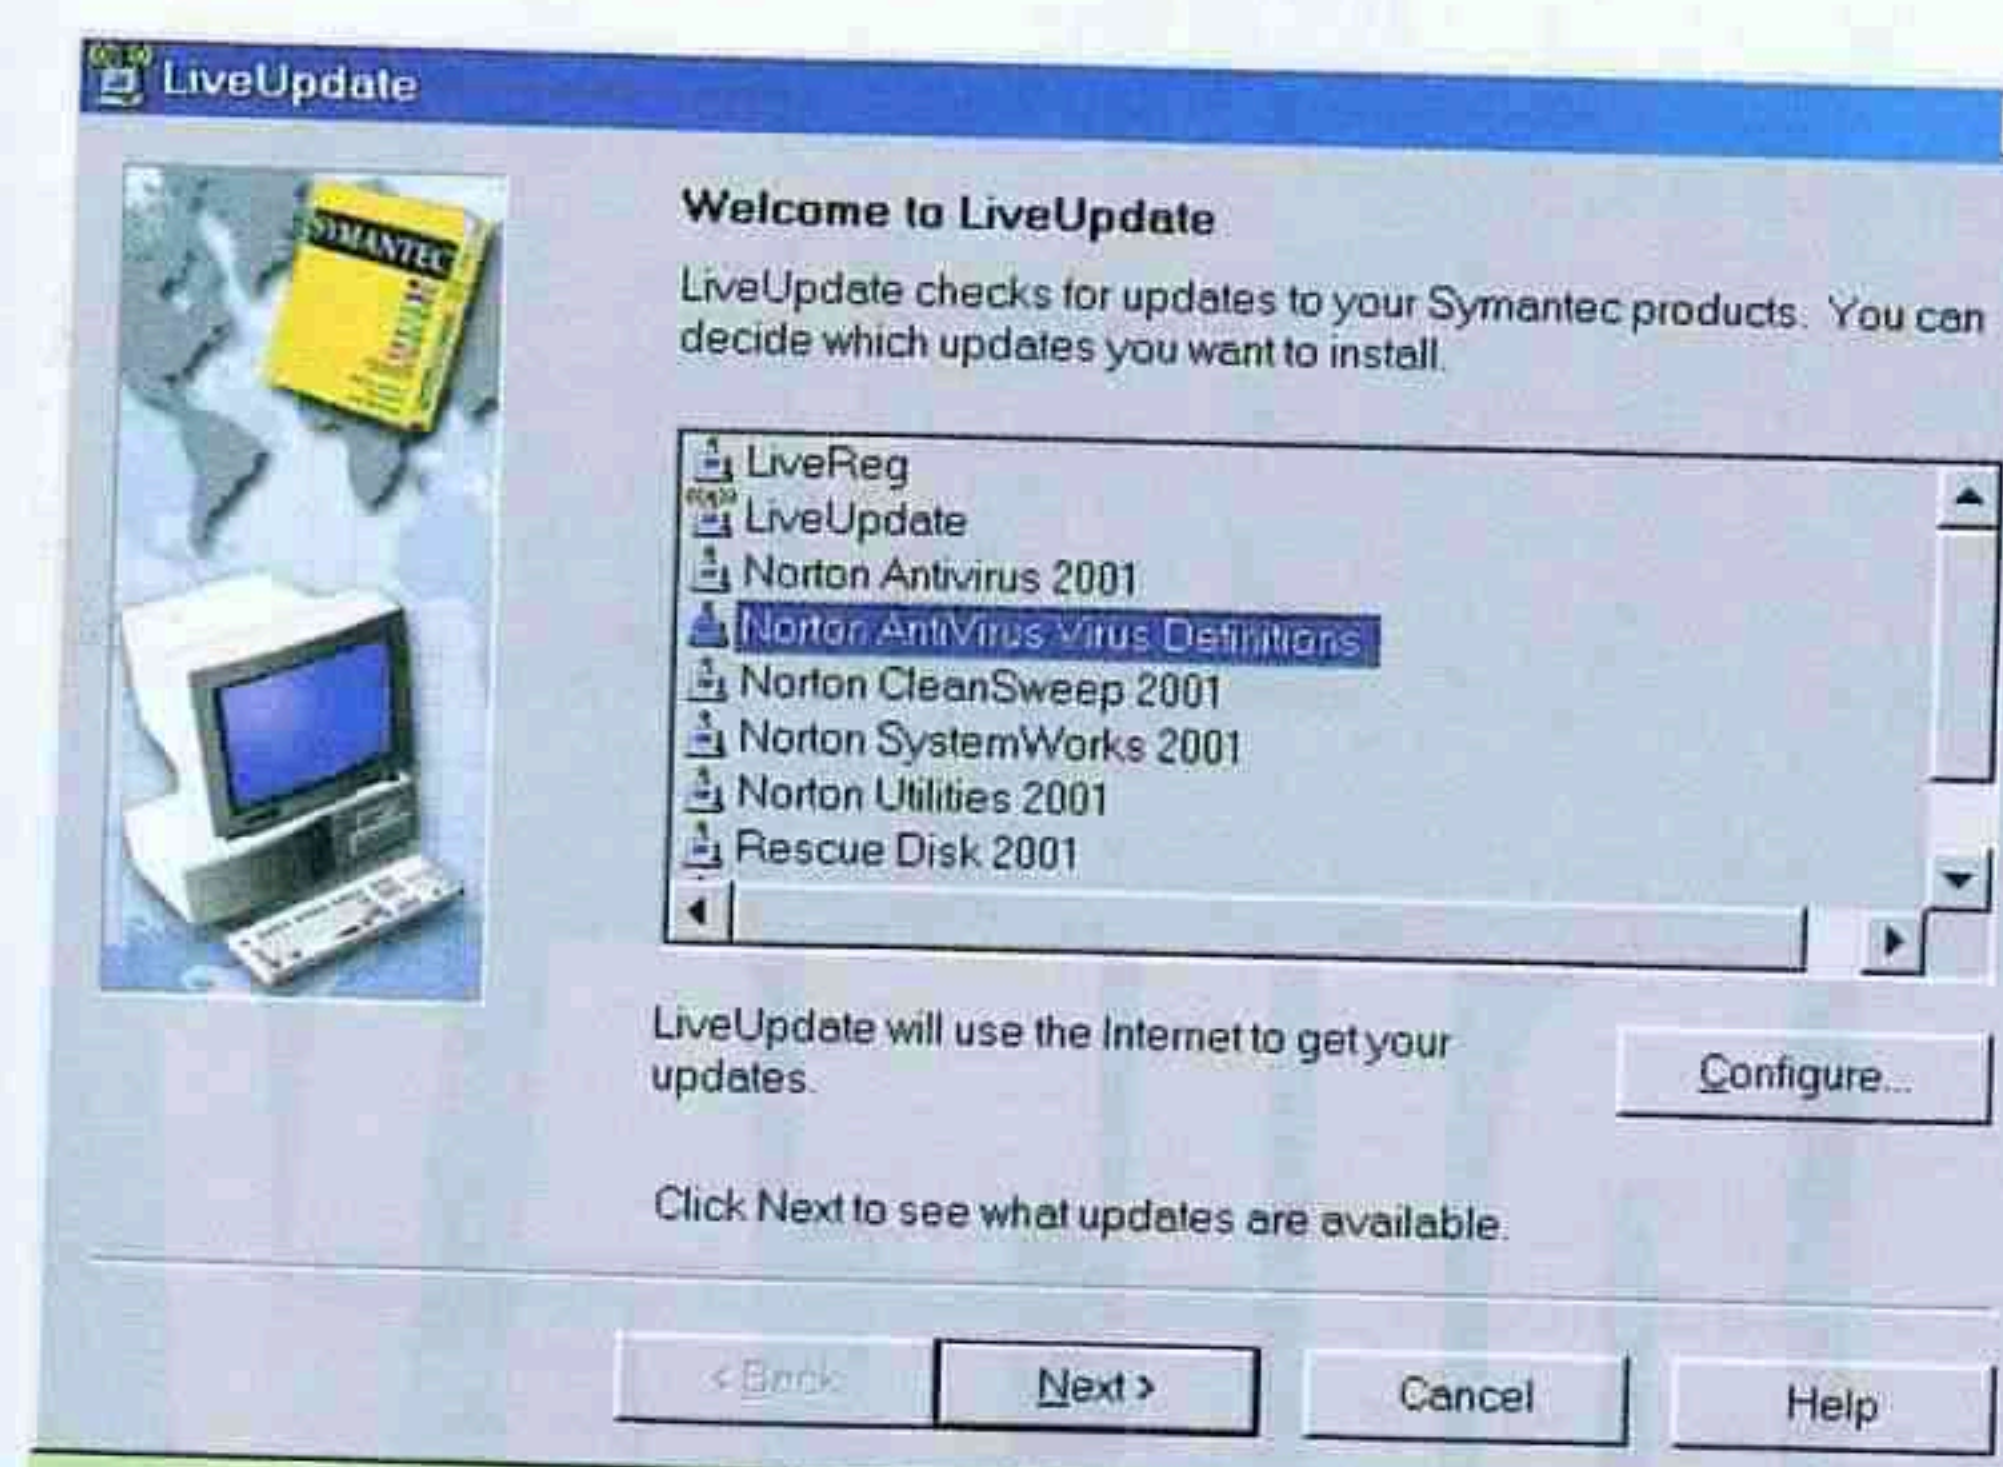 LiveUpdate
SYMANTEC
Welcome to LiveUpdate
LiveUpdate checks for updates to your Symantec products. You can
decide which updates you want to install.
LiveReg
LiveUpdate
Norton Antivirus 2001
Norton AntiVirus Virus Definitions
Norton CleanSweep 2001
Norton SystemWorks 2001
Norton Utilities 2001
Rescue Disk 2001
LiveUpdate will use the Internet to get your
updates.
Configure...
Click Next to see what updates are available.
< Back
Next >
Cancel
Help